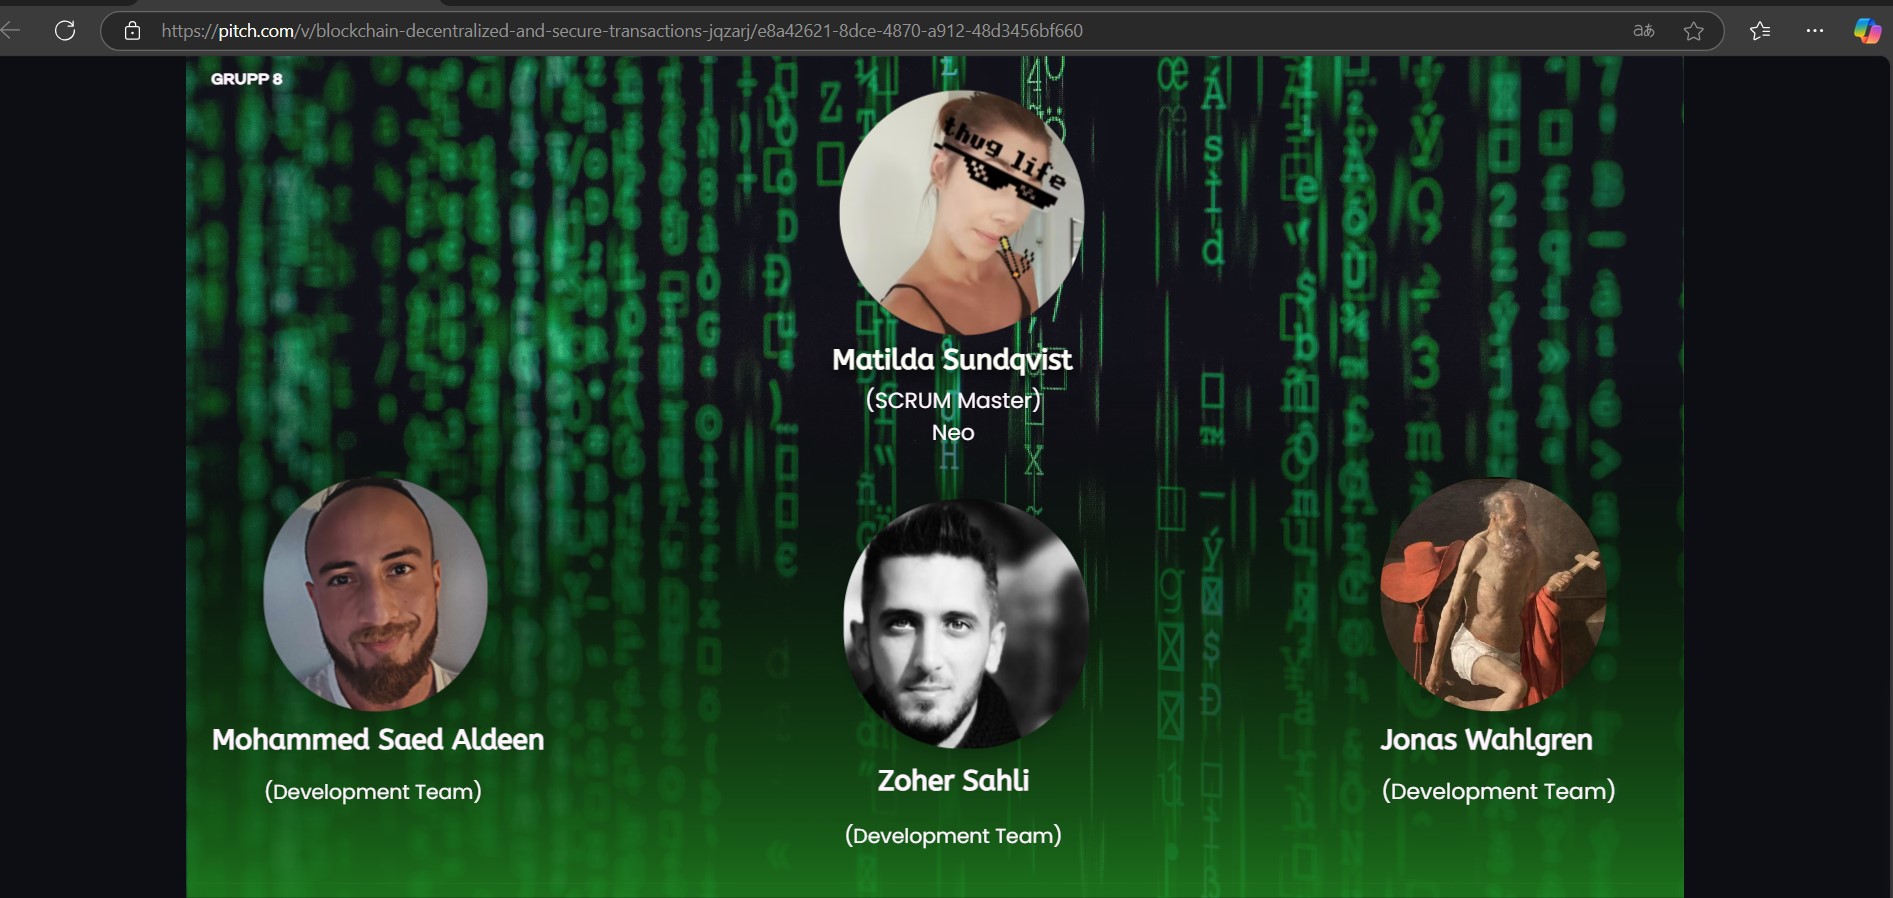 https://pitch.com/v/blockchain-decentralized-and-secure-transactions-jqzarj/e8a42621-8dce-4870-a912-48d3456bf660
GRUPP 8
thug life
Matilda Sundqvist
(SCRUM Master)
Neo
Mohammed Saed Aldeen
(Development Team)
Zoher Sahli
(Development Team)
Jonas Wahlgren
(Development Team)